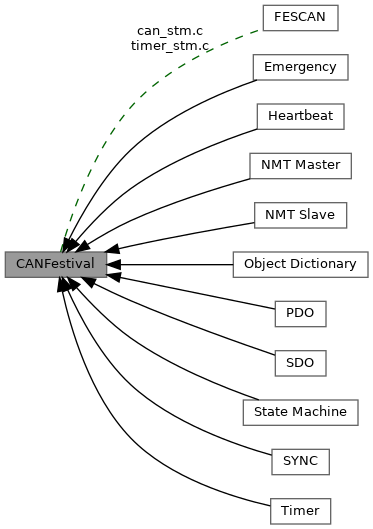 FESCAN
can_stm.c
timer_stm.c
Emergency
Heartbeat
NMT Master
NMT Slave
CANFestival
Object Dictionary
PDO
SDO
State Machine
SYNC
Timer